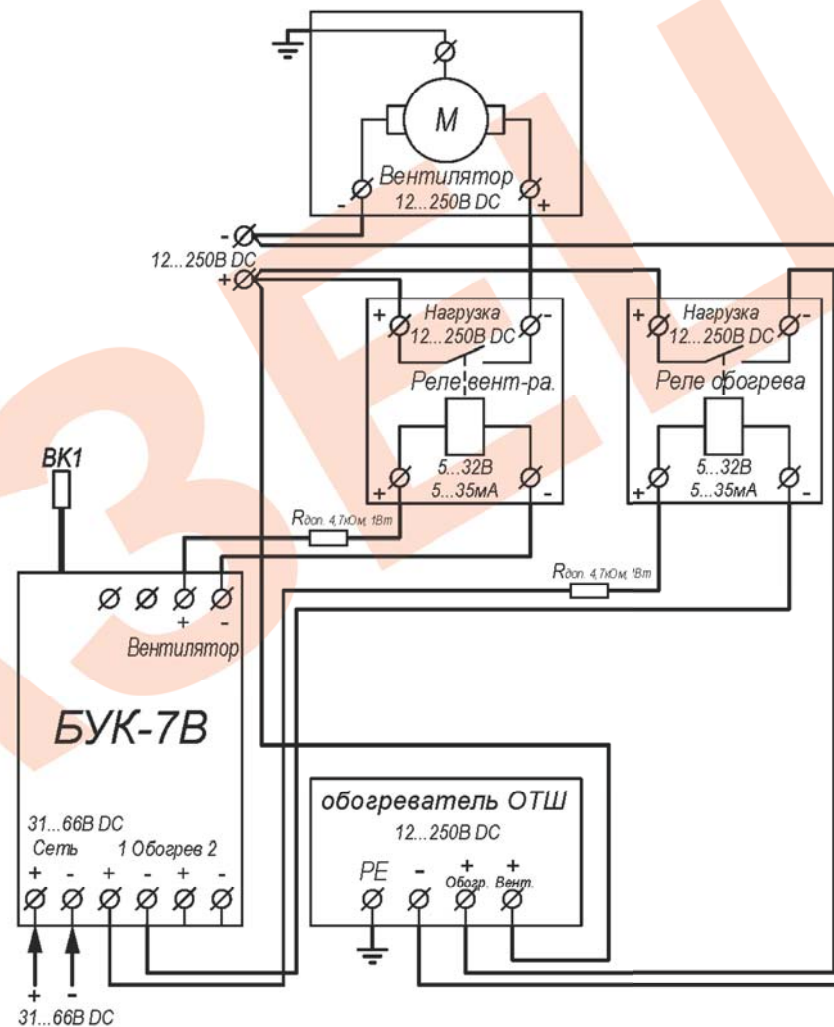 M
Вентилятор
12...250В DC
- +
-
12...250В DC
+
+ Нагрузка -
12...250В DC
Реле вент-ра.
5...32В
5...35мА
+ -
+ Нагрузка -
12...250В DC
Реле обогрева
5...32В
5...35мА
+ -
ВК1
Rдоп. 4,7кОм, 1Вт
Rдоп. 4,7кОм, 1Вт
+ -
Вентилятор
БУК-7В
31...66В DC
Сеть 1 Обогрев 2
+ - + - + -
+ -
31...66В DC
обогреватель ОТШ
12...250В DC
PE - + +
Обогр. Вент.